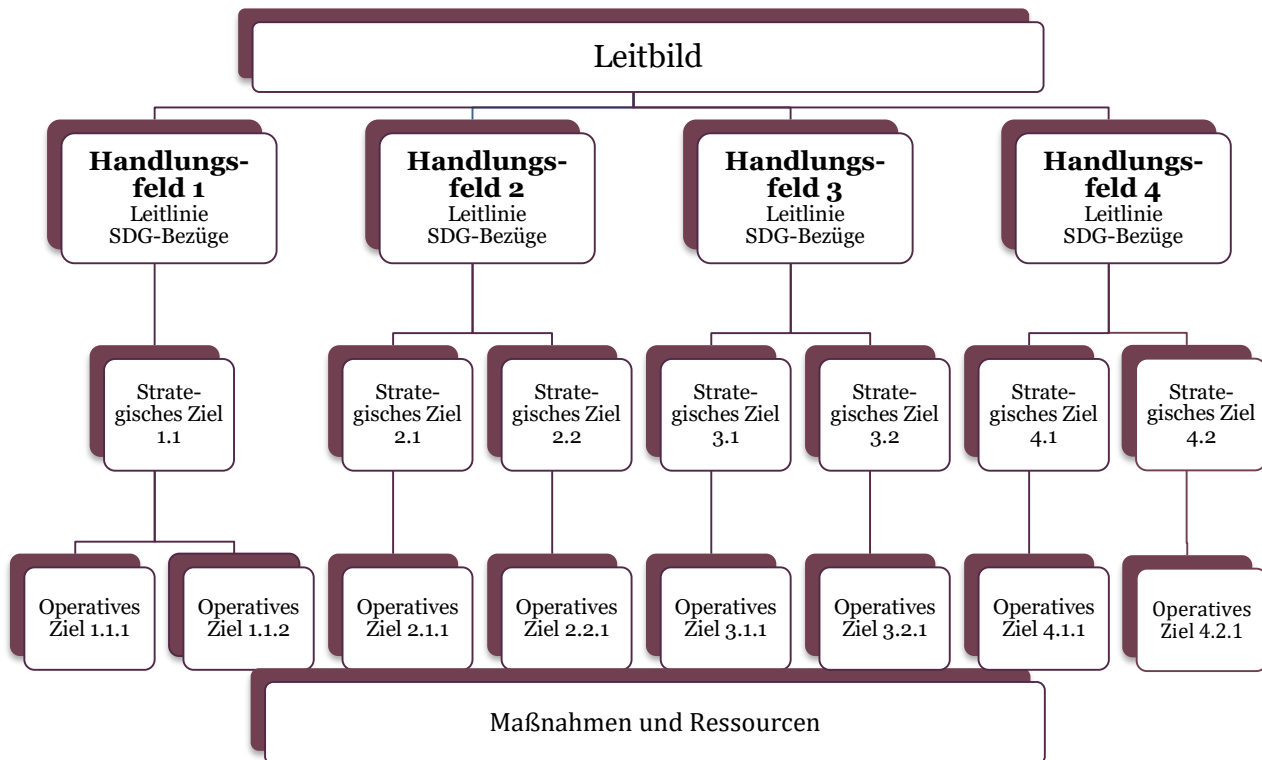 Leitbild
Handlungs-
feld 1
Leitlinie
SDG-Bezüge
Handlungs-
feld 2
Leitlinie
SDG-Bezüge
Handlungs-
feld 3
Leitlinie
SDG-Bezüge
Handlungs-
feld 4
Leitlinie
SDG-Bezüge
Strate-
gisches Ziel
1.1
Strate-
gisches Ziel
2.1
Strate-
gisches Ziel
2.2
Strate-
gisches Ziel
3.1
Strate-
gisches Ziel
3.2
Strate-
gisches Ziel
4.1
Strate-
gisches Ziel
4.2
Operatives
Ziel 1.1.1
Operatives
Ziel 1.1.2
Operatives
Ziel 2.1.1
Operatives
Ziel 2.2.1
Operatives
Ziel 3.1.1
Operatives
Ziel 3.2.1
Operatives
Ziel 4.1.1
Operatives
Ziel 4.2.1
Maßnahmen und Ressourcen